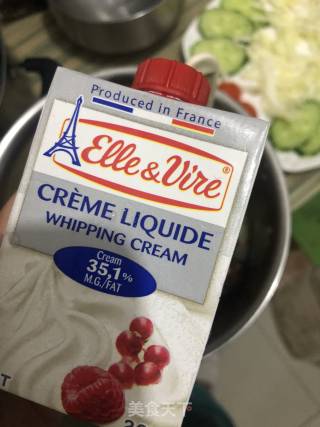 Produced in France
Elle&Vire®
CRÈME LIQUIDE
WHIPPING CREAM
Cream
35,1%
M.G./FAT
美食天下